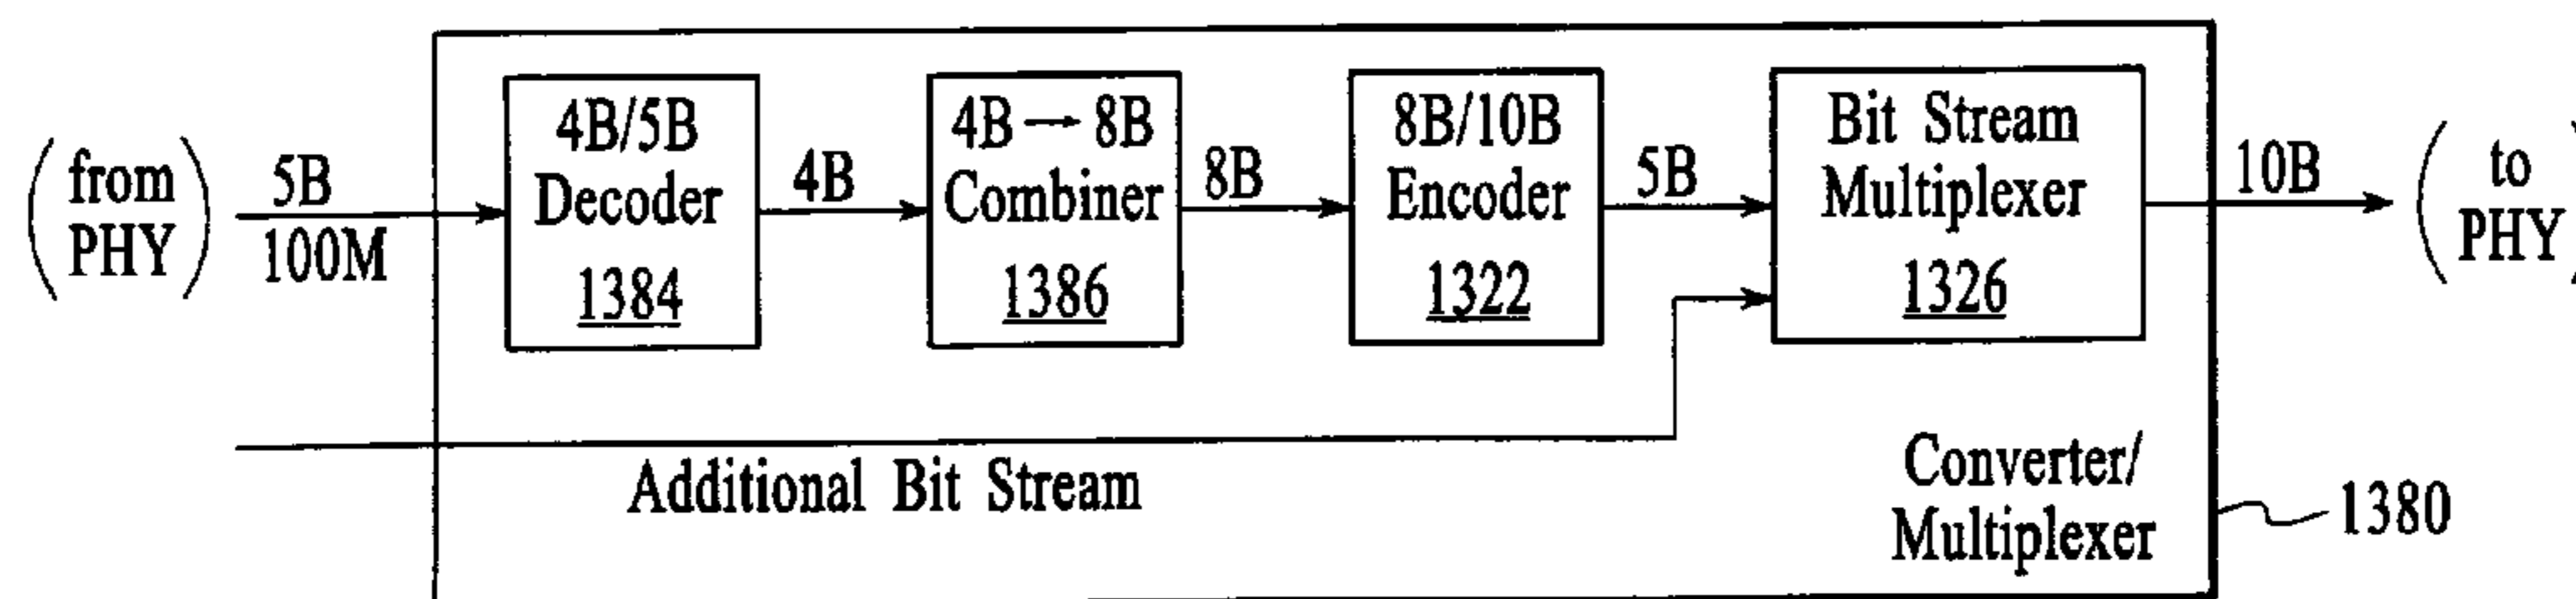 from
PHY
5B
100M
4B/5B
Decoder
1384
4B
4B → 8B
Combiner
1386
8B
8B/10B
Encoder
1322
5B
Bit Stream
Multiplexer
1326
10B
to
PHY
Additional Bit Stream
Converter/
Multiplexer
1380